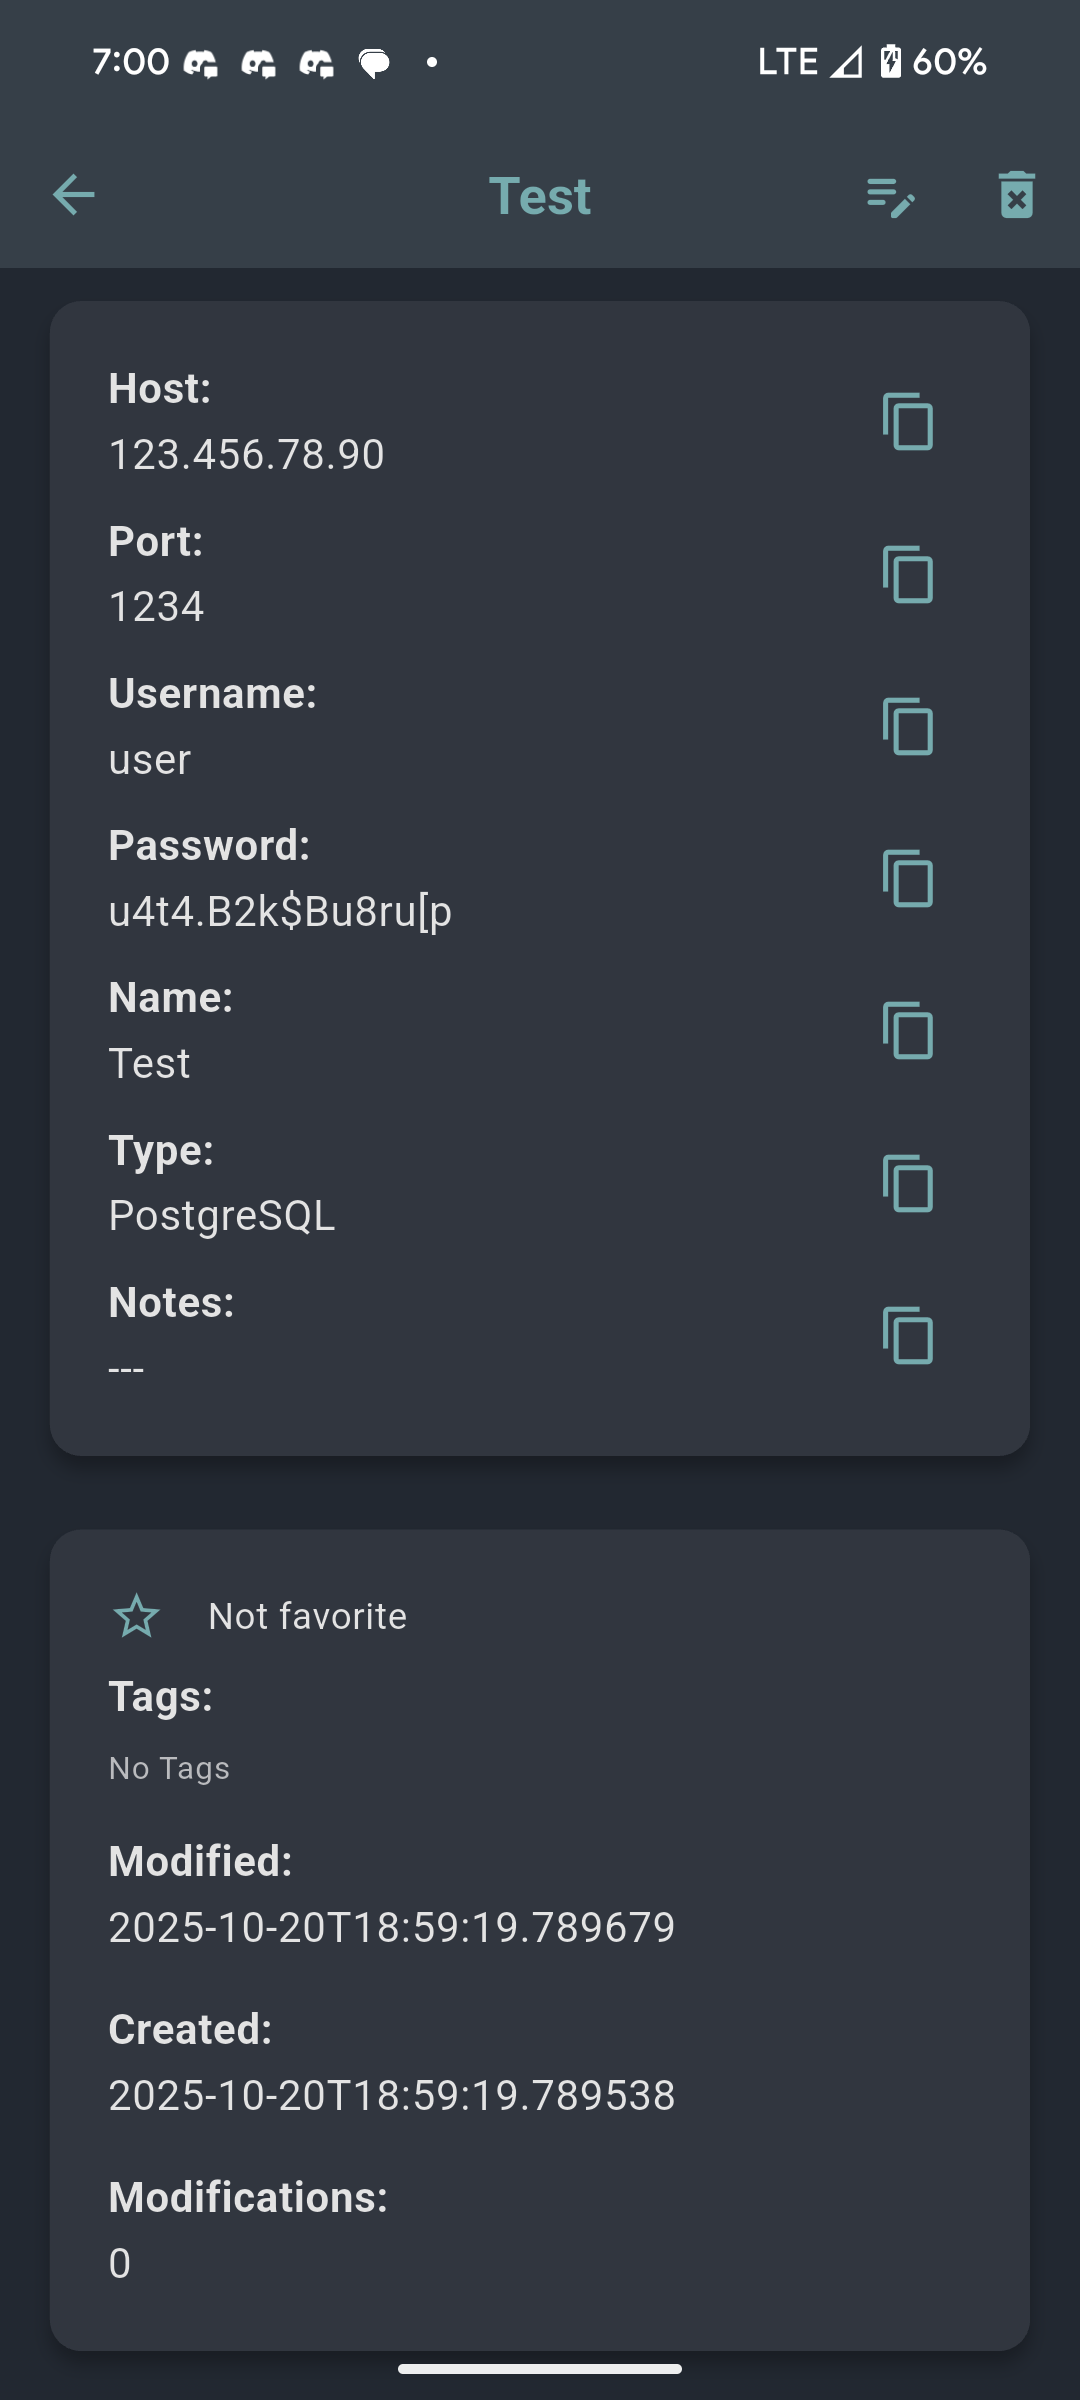 7:00 LTE 60%
Test
Host:
123.456.78.90
Port:
1234
Username:
user
Password:
u4t4.B2k$Bu8ru[p
Name:
Test
Type:
PostgreSQL
Notes:
---
Not favorite
Tags:
No Tags
Modified:
2025-10-20T18:59:19.789679
Created:
2025-10-20T18:59:19.789538
Modifications:
0